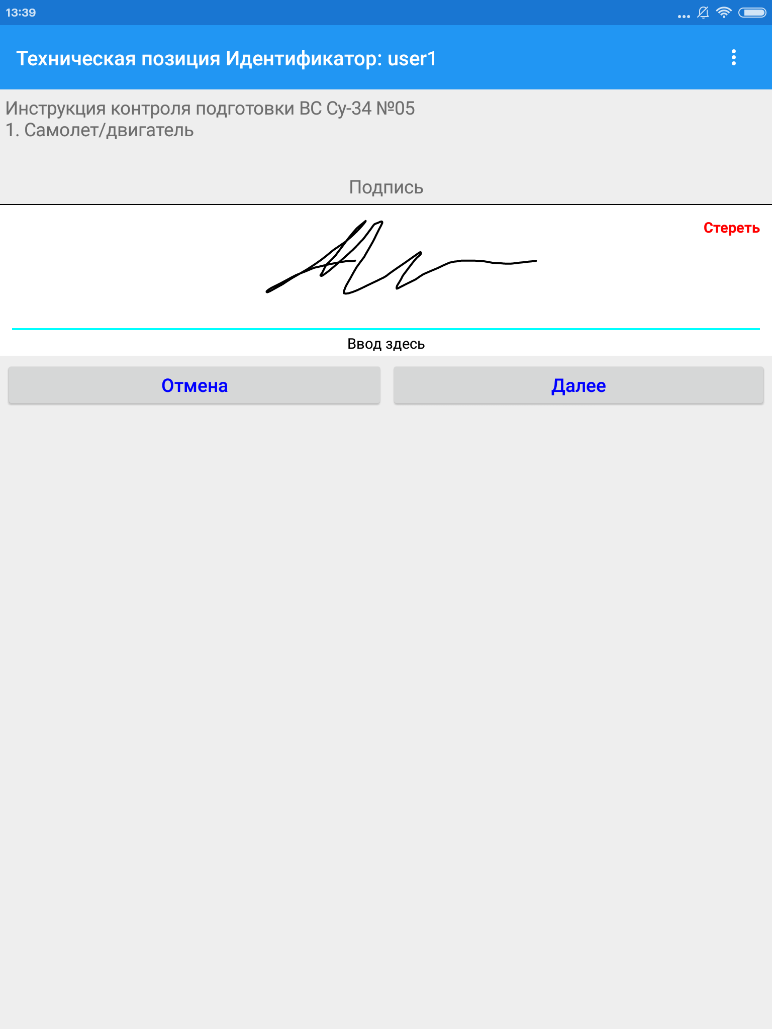 13:39
Техническая позиция Идентификатор: user1
Инструкция контроля подготовки ВС Су-34 №05
1. Самолет/двигатель
Подпись
Стереть
Ввод здесь
Отмена
Далее